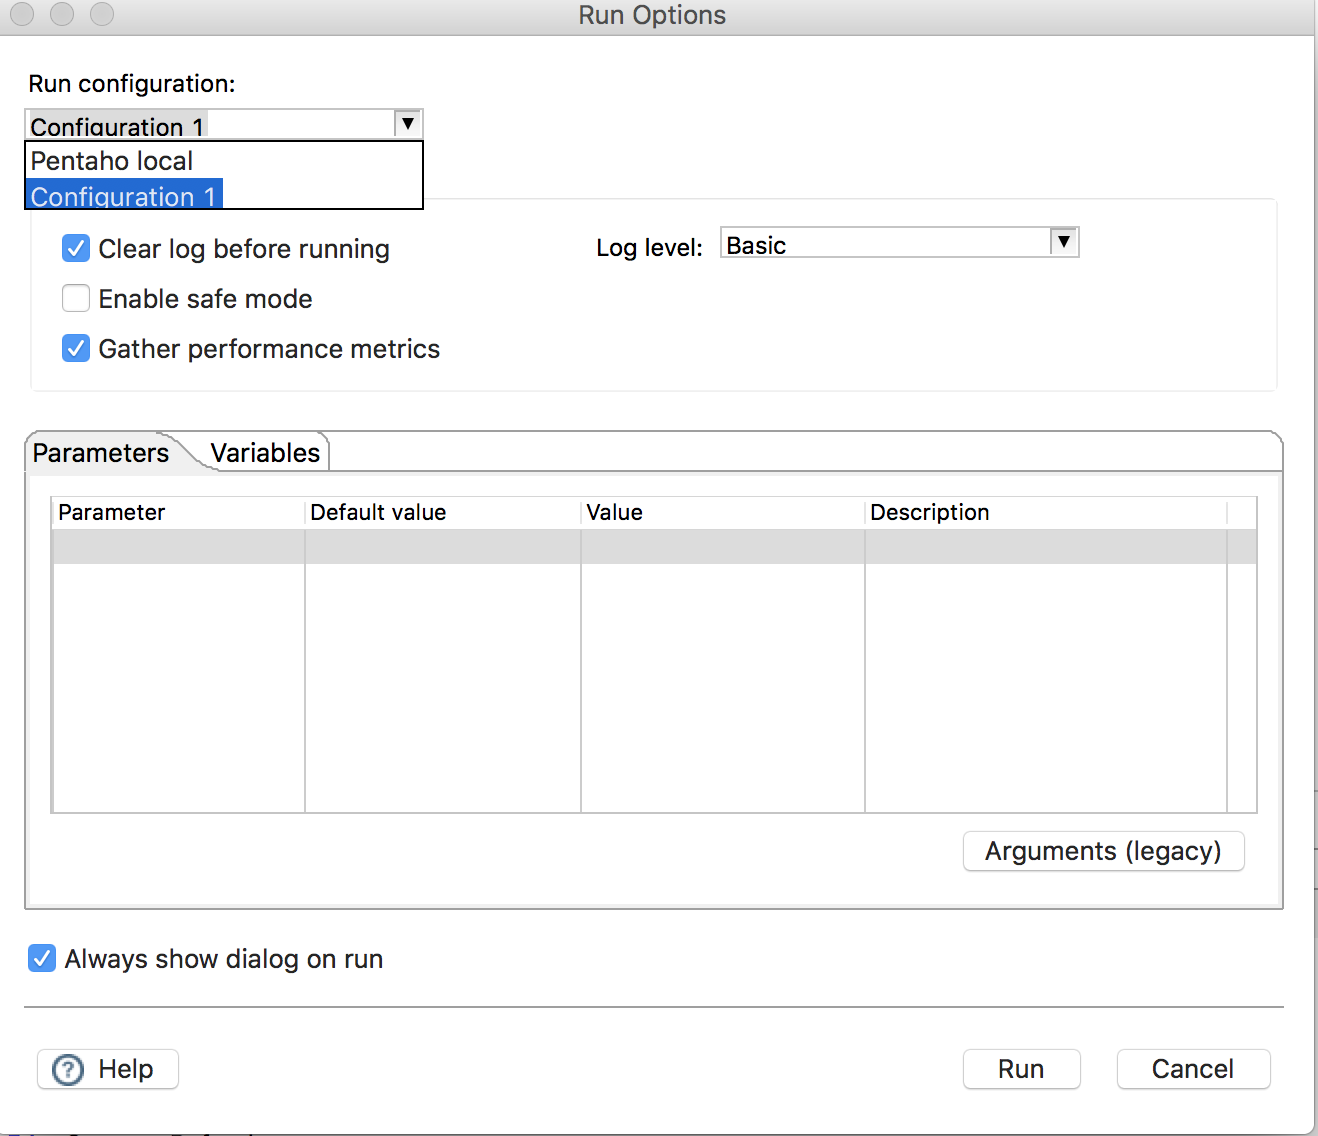 Run Options
Run configuration:
Configuration 1
Pentaho local
Configuration 1
Clear log before running
Log level: Basic
Enable safe mode
Gather performance metrics
Parameters Variables
Parameter Default value Value Description
Arguments (legacy)
Always show dialog on run
Help Run Cancel